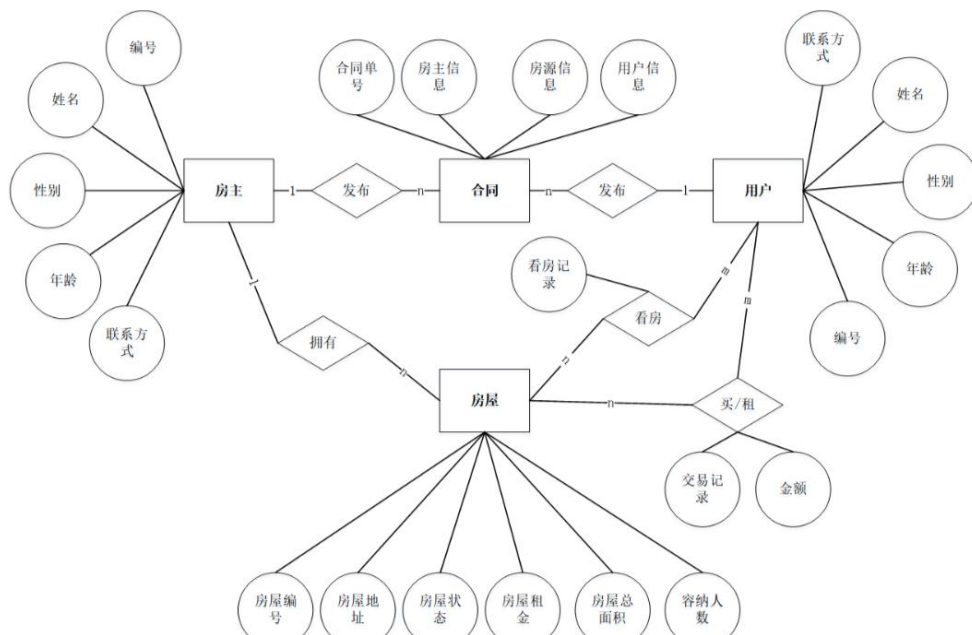 编号
联系方
式
合同单
号
房主信
息
房源信
息
用户信
息
姓名
姓名
性别
房主
1
发布
n
合同
n
发布
1
用户
性别
年龄
看房记
录
m
m
年龄
联系方
式
1
拥有
n
看房
n
编号
房屋
n
买/租
交易记
录
金额
房屋编
号
房屋地
址
房屋状
态
房屋租
金
房屋总
面积
容纳人
数